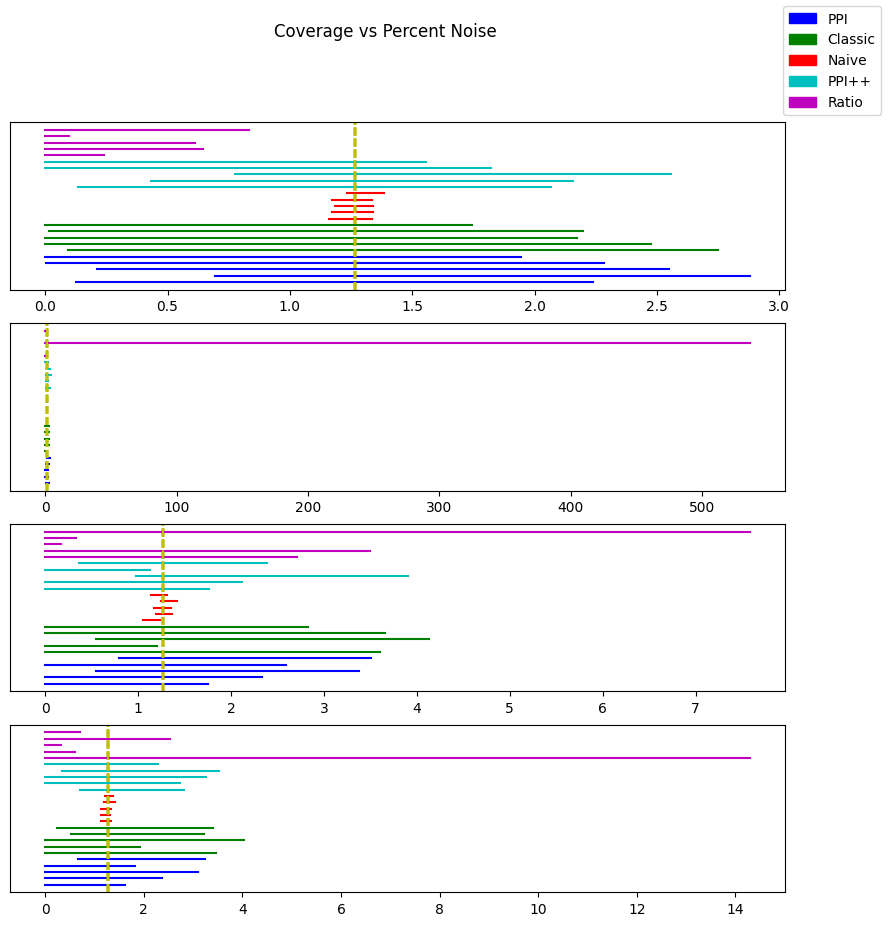 Coverage vs Percent Noise
PPI
Classic
Naive
PPI++
Ratio
0.0 0.5 1.0 1.5 2.0 2.5 3.0
0 100 200 300 400 500
0 1 2 3 4 5 6 7
0 2 4 6 8 10 12 14